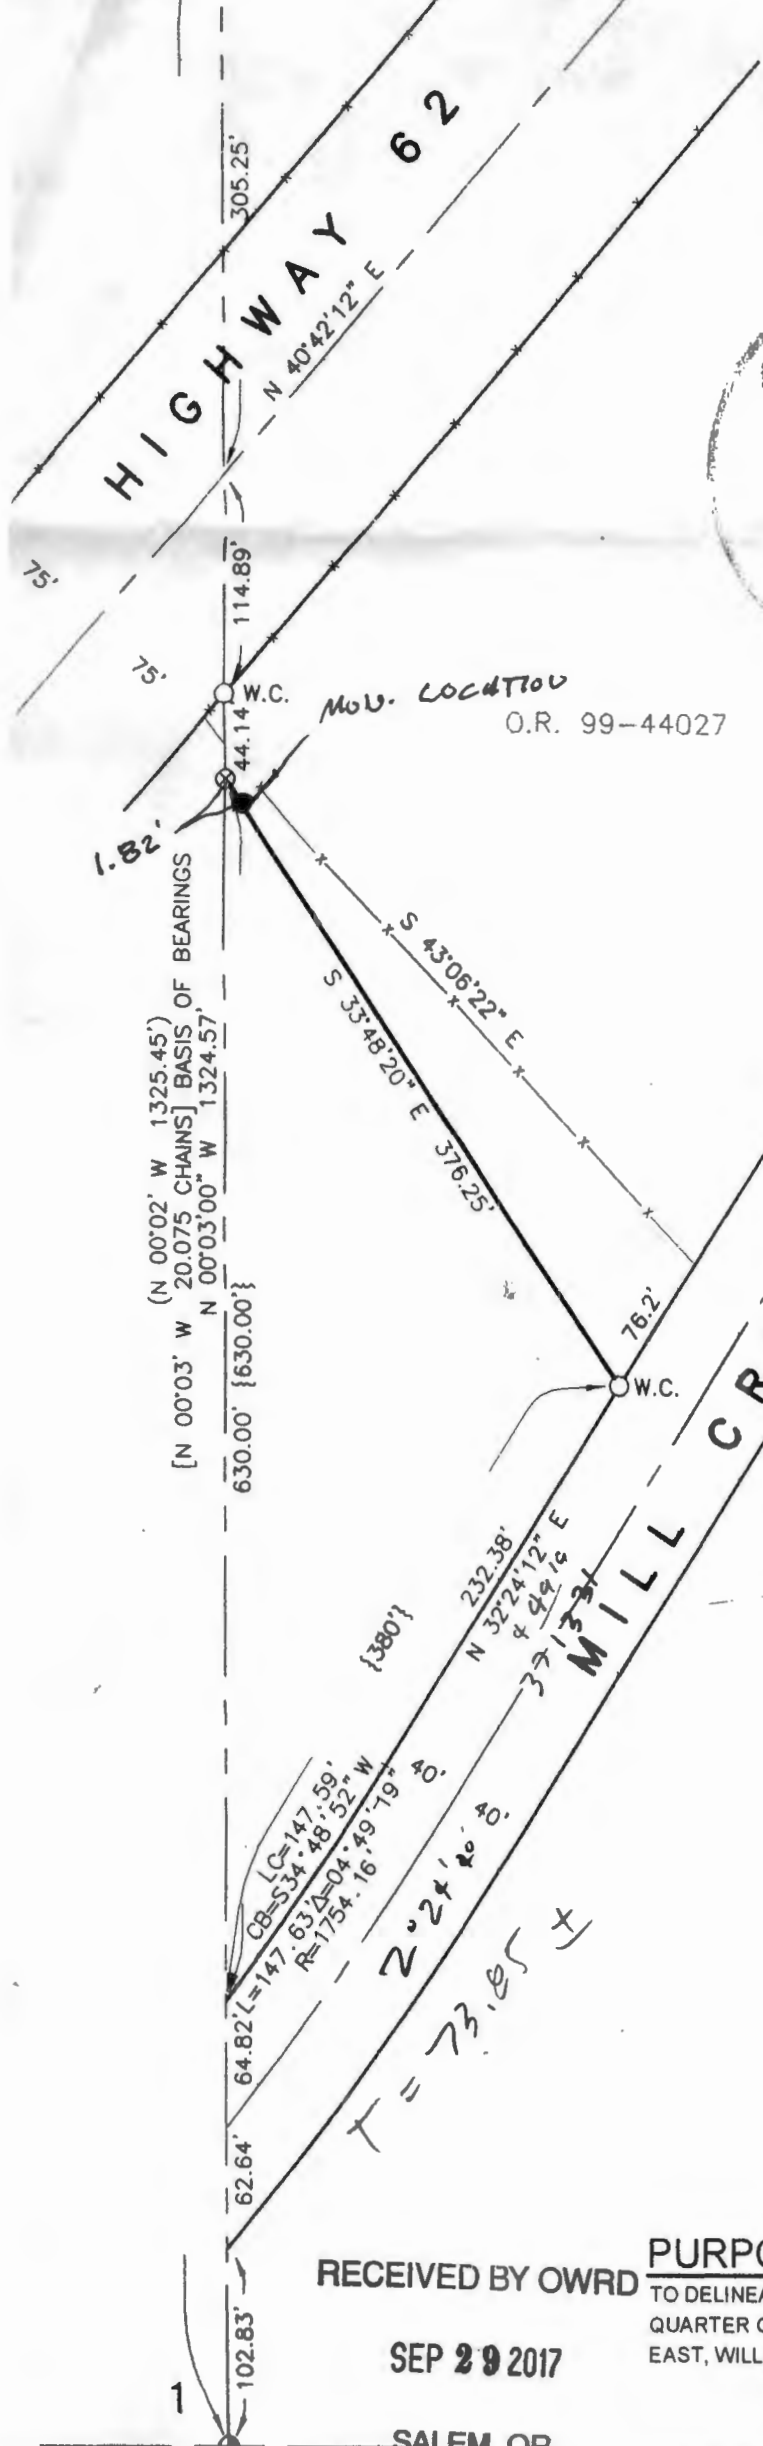 305.25'
HIGHWAY 62
N 40°42'12" E
75'
114.89'
75'
W.C.
MON. LOCATION
O.R. 99-44027
44.14
1.82'
S 43°06'22" E
S 33°48'20" E 376.25'
(N 00°02' W 1325.45')
[N 00°03' W 20.075 CHAINS] BASIS OF BEARINGS
N 00°03'00" W 1324.57'
630.00' {630.00'}
76.2'
W.C.
MILL CR
232.38'
N 32°24'12" E
{380'}
LC=147.59'
CB=S34°48'52" W
L=147.63' Δ=04°49'19"
R=1754.16'
40'
40'
2°24'40"
T = 73.85 ±
64.82'
62.64'
102.83'
1
RECEIVED BY OWRD
SEP 29 2017
SALEM, OR
PURPO
TO DELINEA
QUARTER O
EAST, WILL